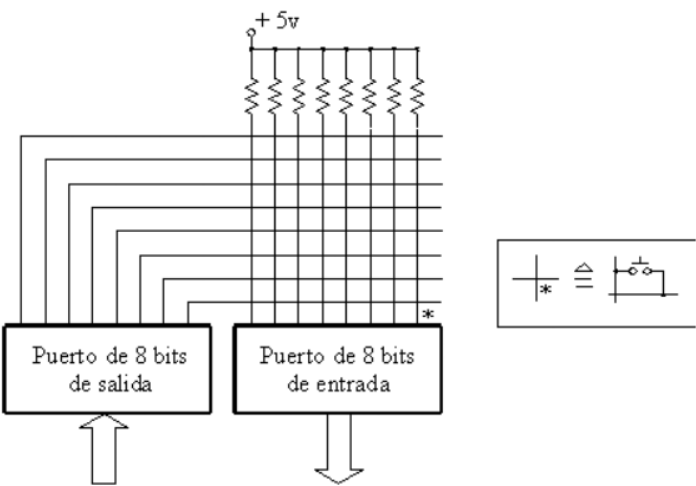 + 5v
*
* ≙
Puerto de 8 bits
de salida
Puerto de 8 bits
de entrada